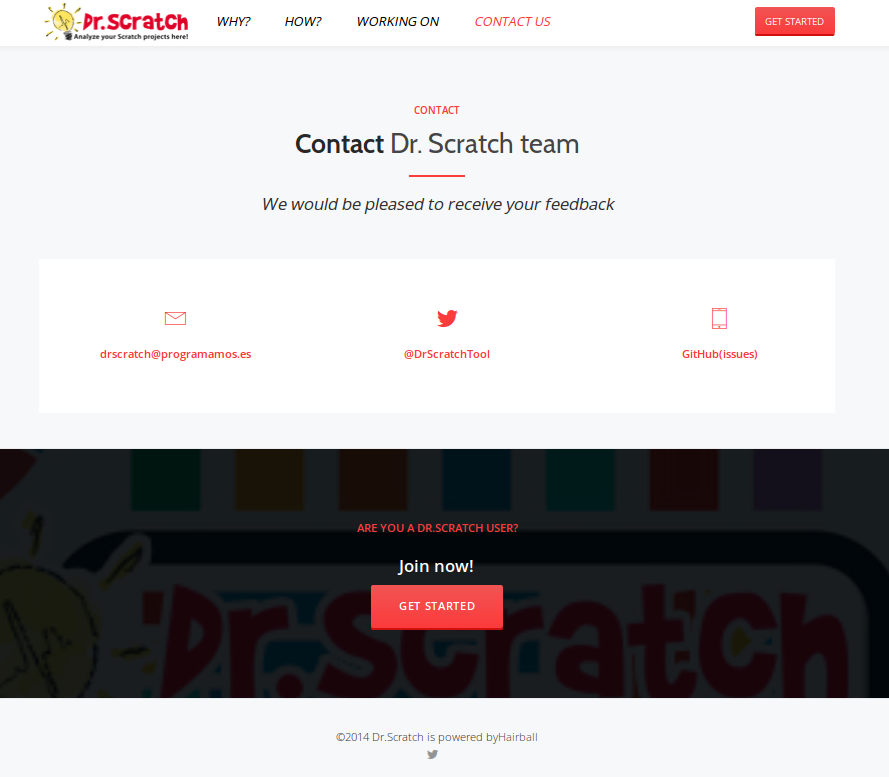 Dr.Scratch
Analyze your Scratch projects here!
WHY? HOW? WORKING ON CONTACT US GET STARTED
CONTACT
Contact Dr. Scratch team
We would be pleased to receive your feedback
drscratch@programamos.es @DrScratchTool GitHub(issues)
ARE YOU A DR.SCRATCH USER?
Join now!
GET STARTED
Dr.Scratch
©2014 Dr.Scratch is powered byHairball